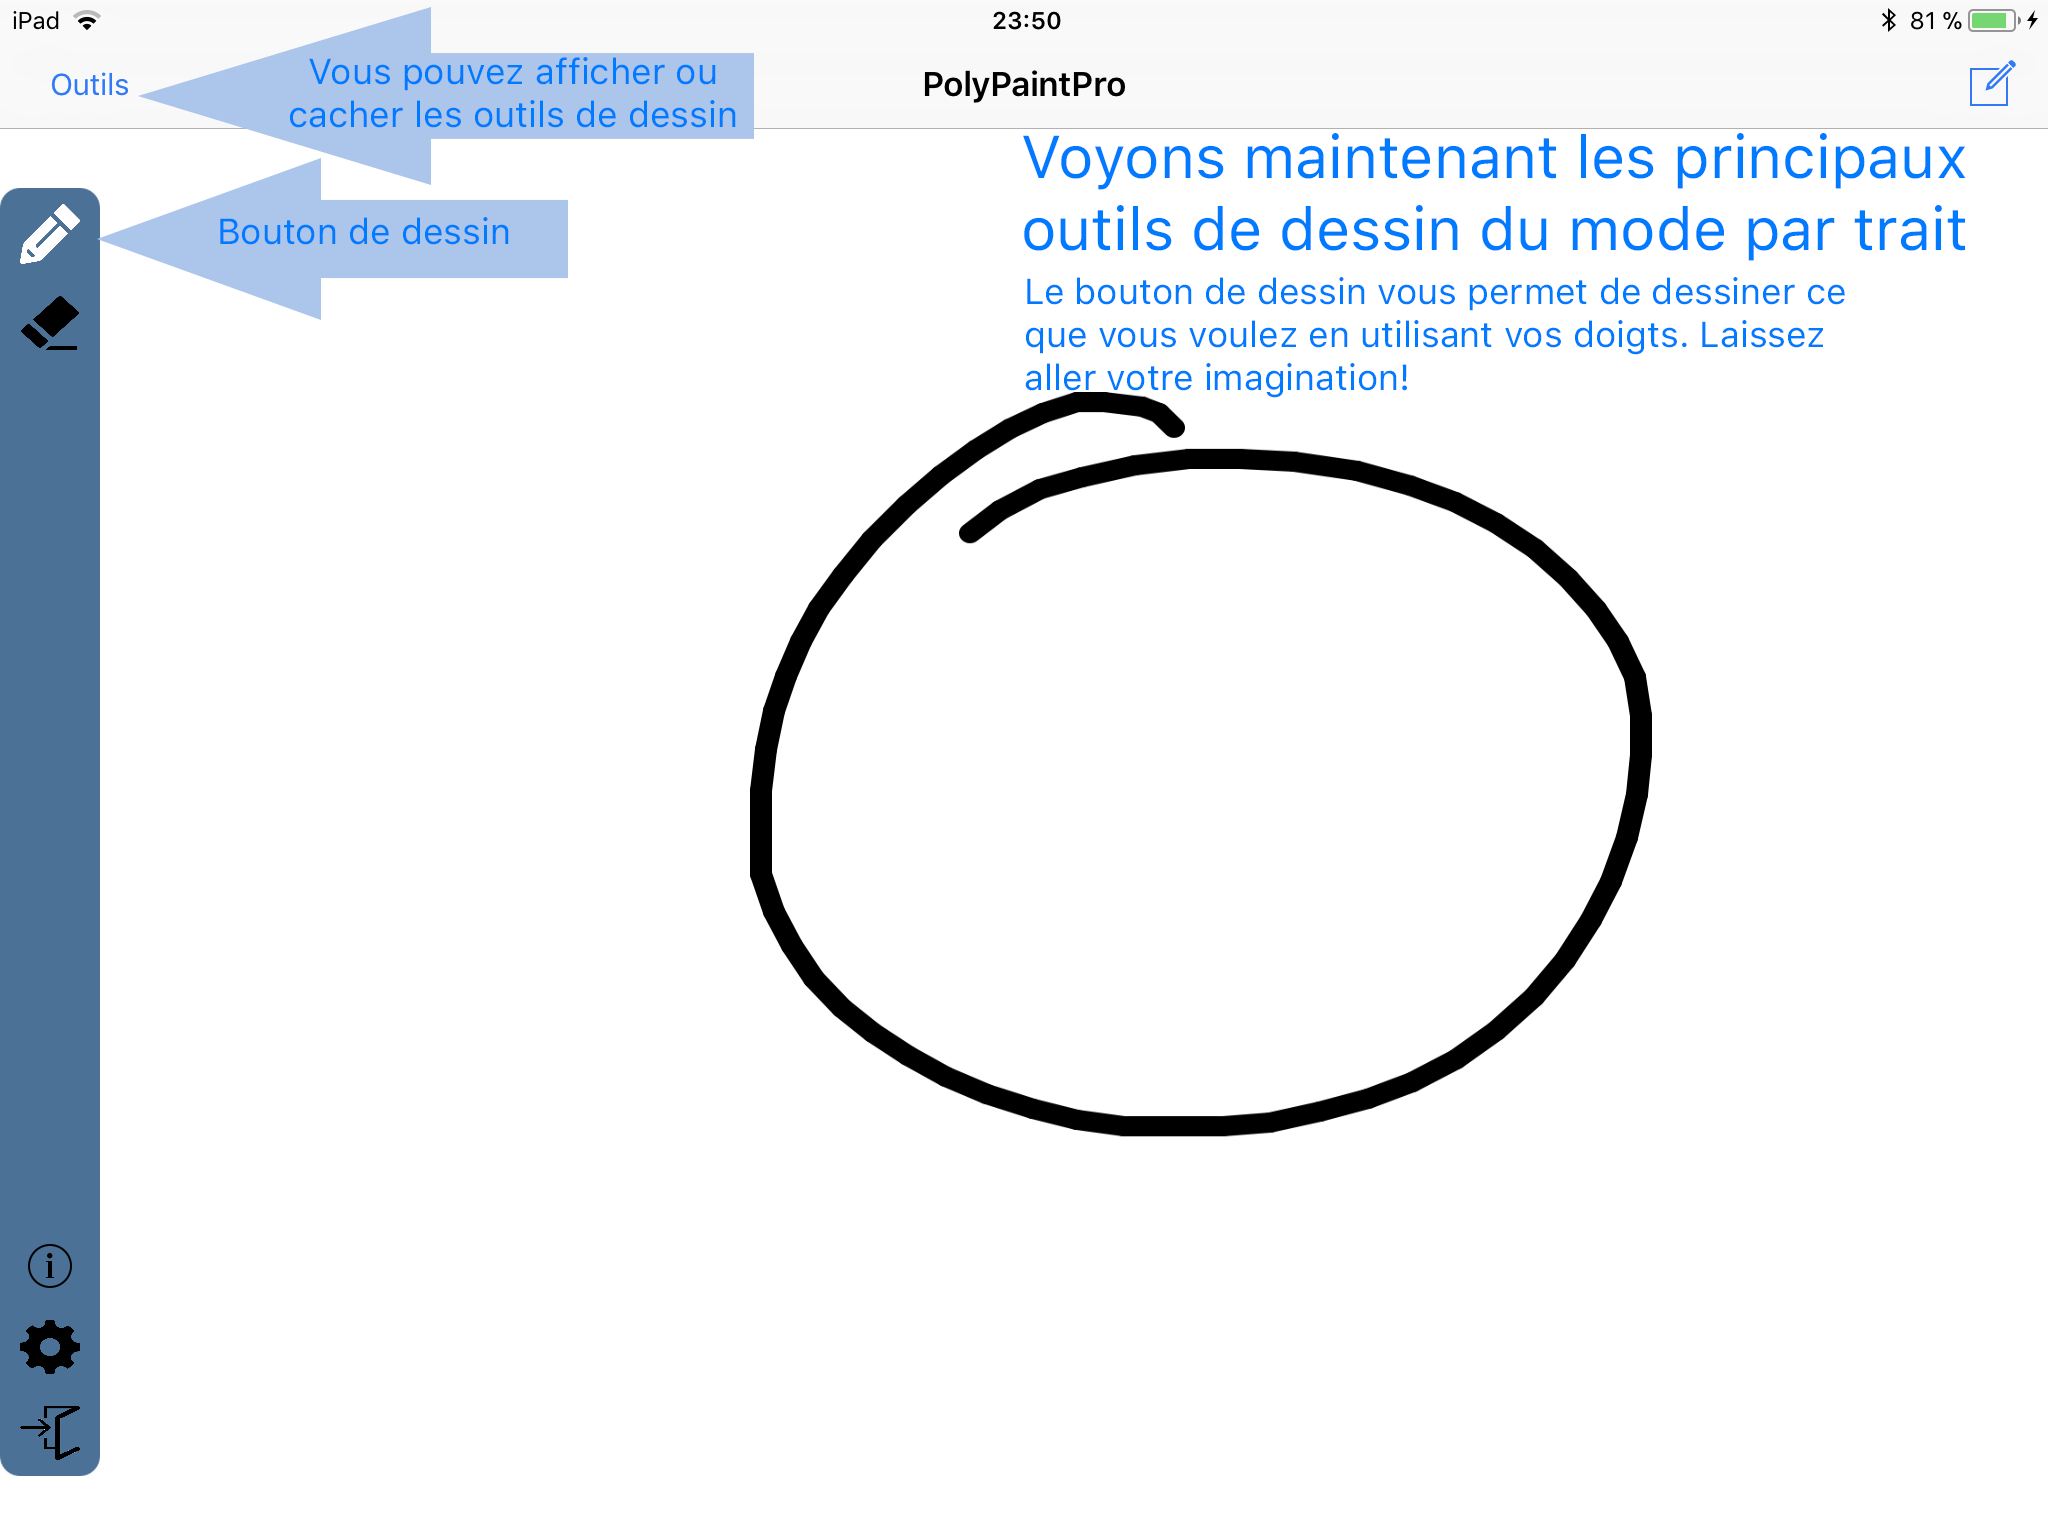 iPad 23:50 81 %
Outils
Vous pouvez afficher ou
cacher les outils de dessin
PolyPaintPro
Bouton de dessin
Voyons maintenant les principaux
outils de dessin du mode par trait
Le bouton de dessin vous permet de dessiner ce
que vous voulez en utilisant vos doigts. Laissez
aller votre imagination!